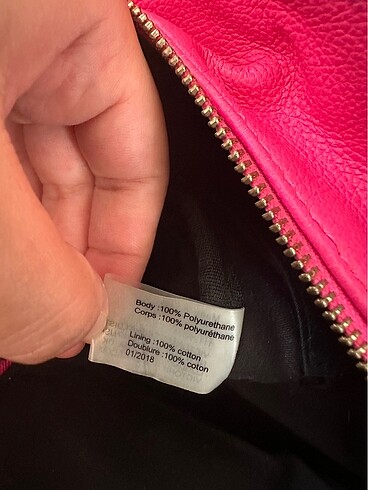 Body :100% Polyurethane
Corps :100% polyuréthane
Lining :100% cotton
Doublure :100% coton
01/2018